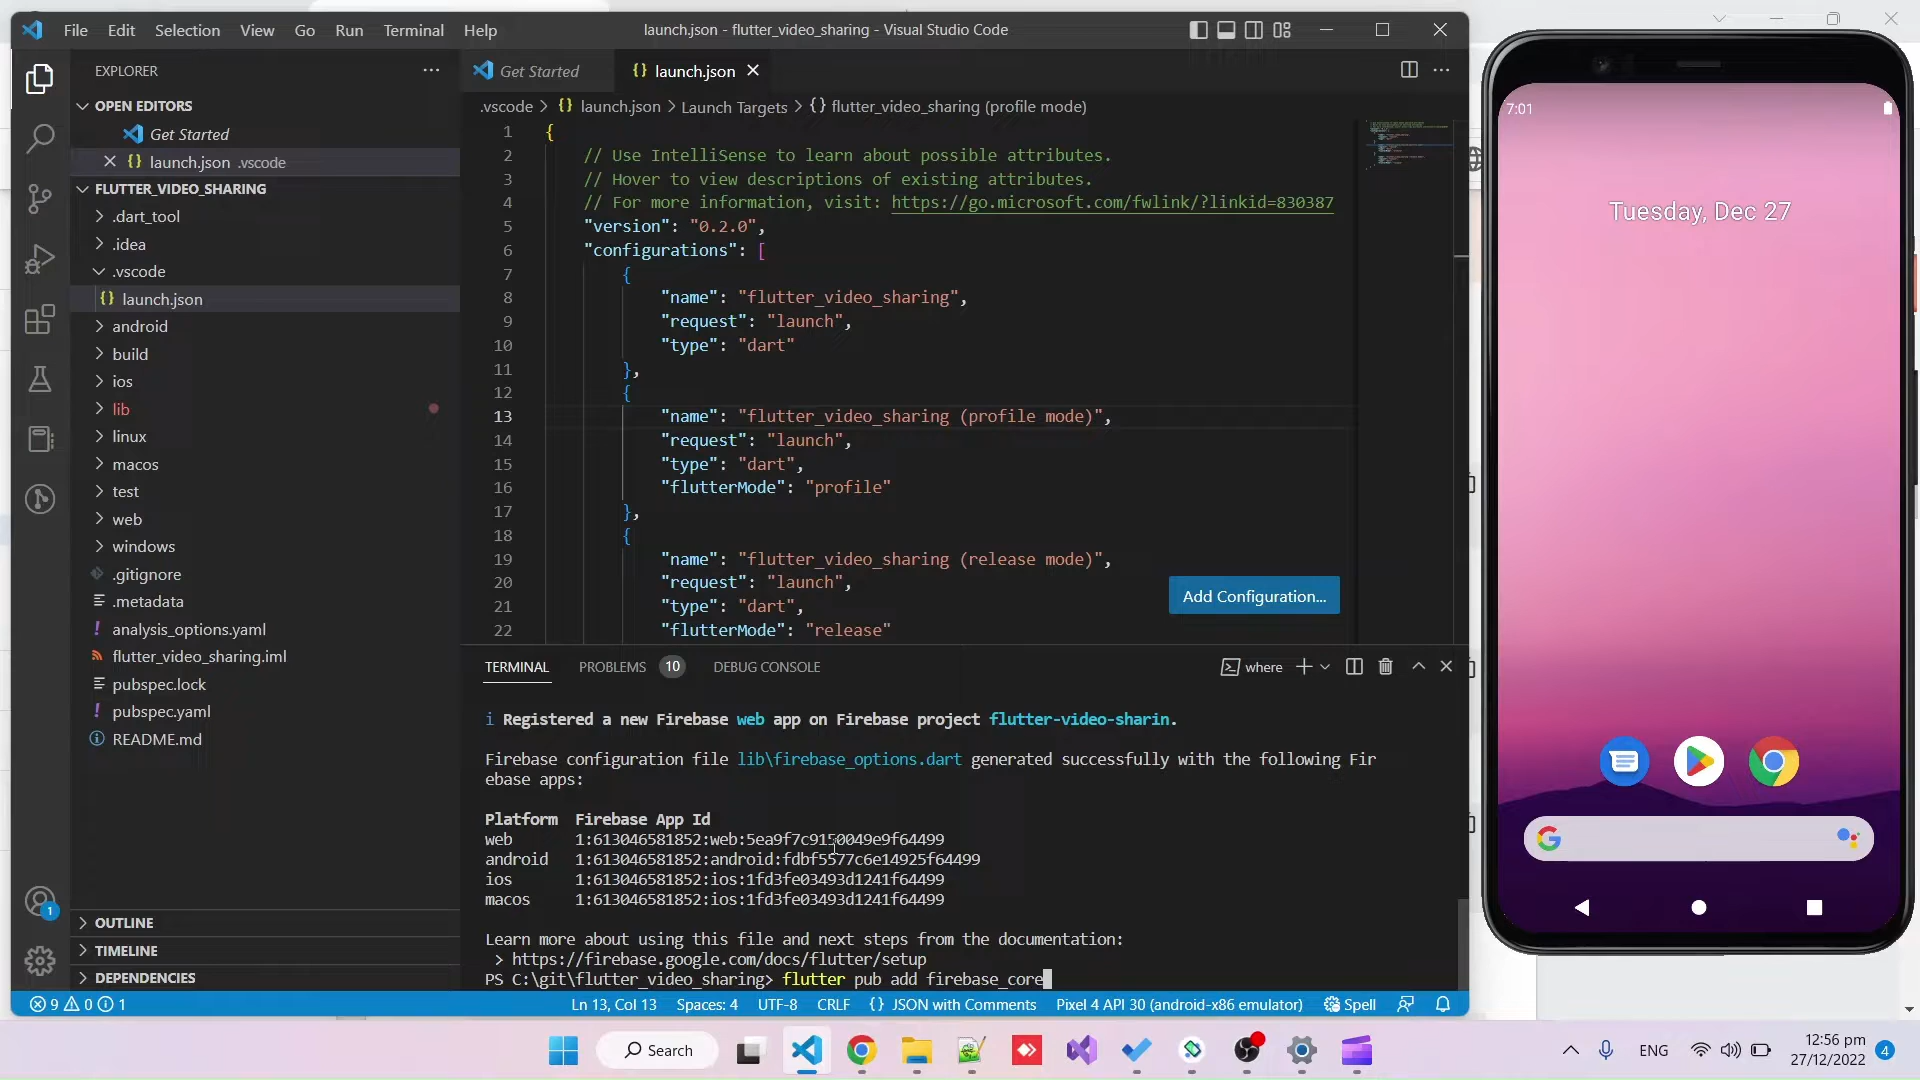 File Edit Selection View Go Run Terminal Help
launch.json - flutter_video_sharing - Visual Studio Code
EXPLORER
OPEN EDITORS
Get Started
launch.json .vscode
FLUTTER_VIDEO_SHARING
.dart_tool
.idea
.vscode
launch.json
android
build
ios
lib
linux
macos
test
web
windows
.gitignore
.metadata
analysis_options.yaml
flutter_video_sharing.iml
pubspec.lock
pubspec.yaml
README.md
OUTLINE
TIMELINE
DEPENDENCIES
1
Get Started
launch.json
.vscode > {} launch.json > Launch Targets > {} flutter_video_sharing (profile mode)
1 {
2 // Use IntelliSense to learn about possible attributes.
3 // Hover to view descriptions of existing attributes.
4 // For more information, visit: https://go.microsoft.com/fwlink/?linkid=830387
5 "version": "0.2.0",
6 "configurations": [
7 {
8 "name": "flutter_video_sharing",
9 "request": "launch",
10 "type": "dart"
11 },
12 {
13 "name": "flutter_video_sharing (profile mode)",
14 "request": "launch",
15 "type": "dart",
16 "flutterMode": "profile"
17 },
18 {
19 "name": "flutter_video_sharing (release mode)",
20 "request": "launch",
21 "type": "dart",
22 "flutterMode": "release"
Add Configuration...
TERMINAL PROBLEMS 10 DEBUG CONSOLE
where
i Registered a new Firebase web app on Firebase project flutter-video-sharin.
Firebase configuration file lib\firebase_options.dart generated successfully with the following Fir
ebase apps:
Platform Firebase App Id
web 1:613046581852:web:5ea9f7c9150049e9f64499
android 1:613046581852:android:fdbf5577c6e14925f64499
ios 1:613046581852:ios:1fd3fe03493d1241f64499
macos 1:613046581852:ios:1fd3fe03493d1241f64499
Learn more about using this file and next steps from the documentation:
> https://firebase.google.com/docs/flutter/setup
PS C:\git\flutter_video_sharing> flutter pub add firebase_core
9 0 1
Ln 13, Col 13 Spaces: 4 UTF-8 CRLF {} JSON with Comments Pixel 4 API 30 (android-x86 emulator) Spell
7:01
Tuesday, Dec 27
Search
ENG
12:56 pm
27/12/2022
4